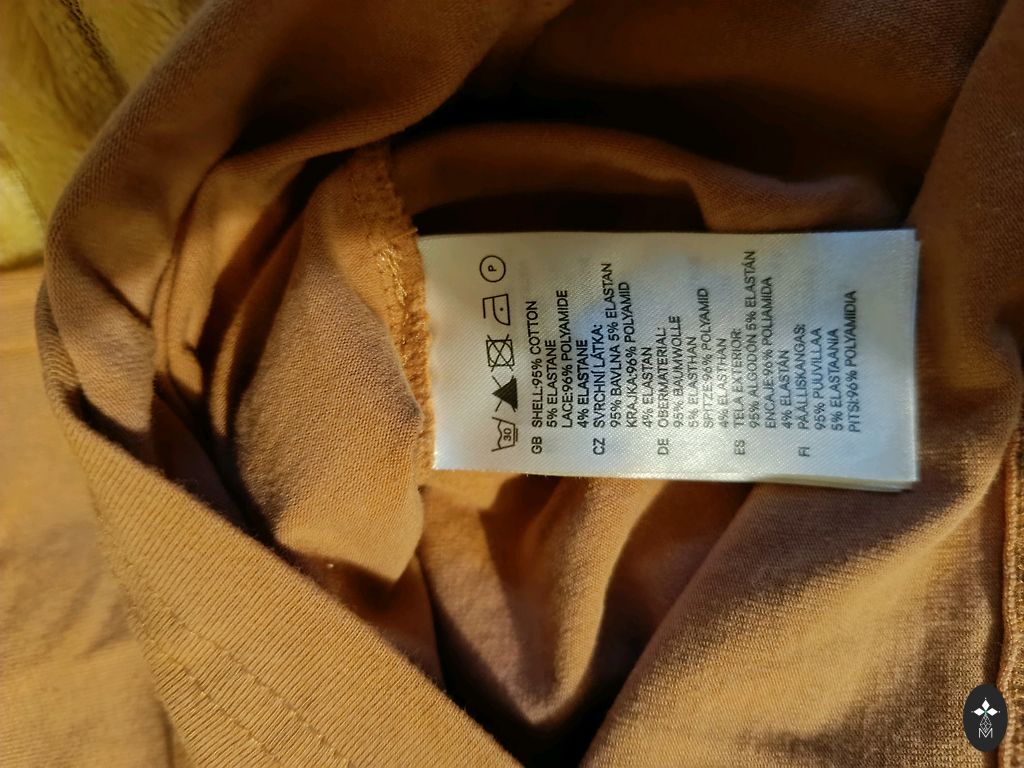 30
P
GB SHELL:95% COTTON
5% ELASTANE
LACE:96% POLYAMIDE
4% ELASTANE
CZ SVRCHNÍ LÁTKA:
95% BAVLNA 5% ELASTAN
KRAJKA:96% POLYAMID
4% ELASTAN
DE OBERMATERIAL:
95% BAUMWOLLE
5% ELASTHAN
SPITZE:96% POLYAMID
4% ELASTHAN
ES TELA EXTERIOR:
95% ALGODÓN 5% ELASTÁN
ENCAJE:96% POLIAMIDA
4% ELASTÁN
FI PÄÄLLISKANGAS:
95% PUUVILLAA
5% ELASTAANIA
PITSI:96% POLYAMIDIA
M